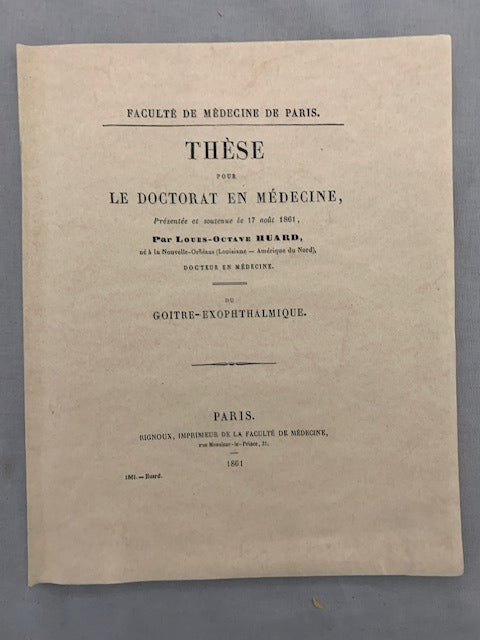 FACULTÉ DE MÉDECINE DE PARIS.
THÈSE
POUR
LE DOCTORAT EN MÉDECINE,
Présentée et soutenue le 17 août 1861,
Par Louis-Octave HUARD,
né à la Nouvelle-Orléans (Louisiane — Amérique du Nord),
DOCTEUR EN MÉDECINE.
DU
GOITRE-EXOPHTHALMIQUE.
PARIS.
RIGNOUX, IMPRIMEUR DE LA FACULTÉ DE MÉDECINE,
rue Monsieur-le-Prince, 31.
1861
1861. — Huard.